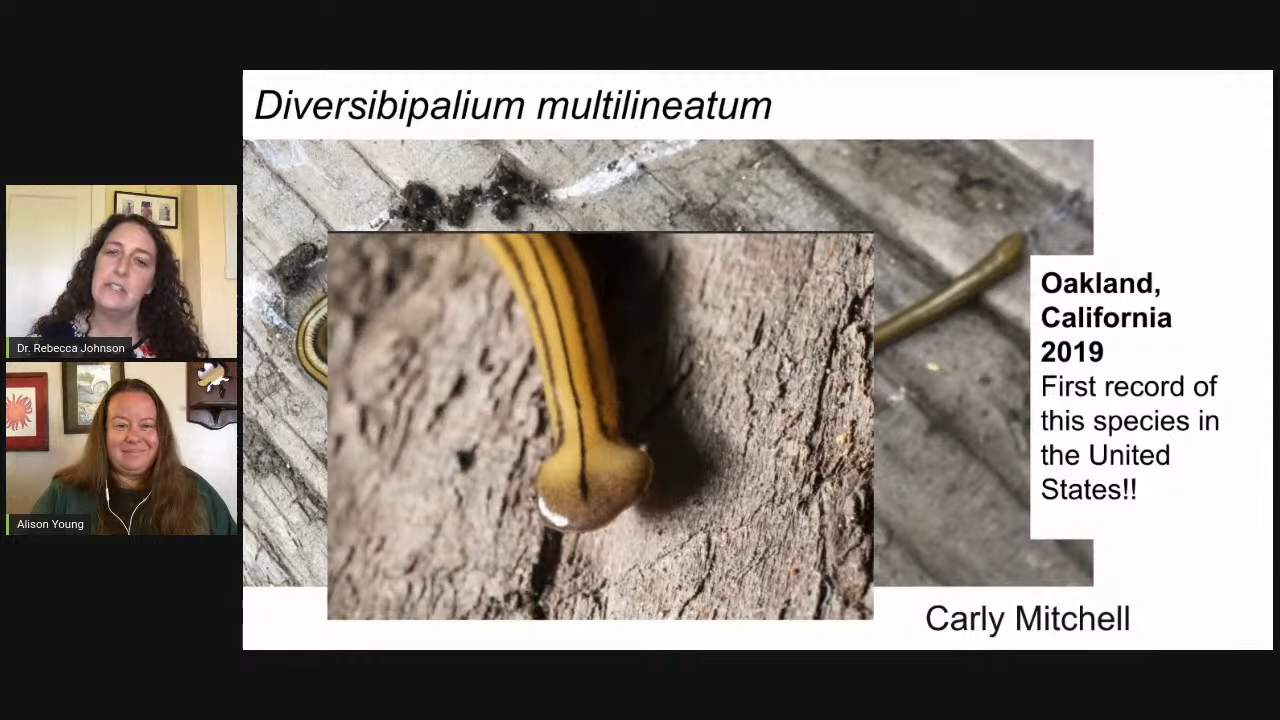 Diversibipalium multilineatum
Oakland,
California
2019
First record of
this species in
the United
States!!
Carly Mitchell
Dr. Rebecca Johnson
Alison Young